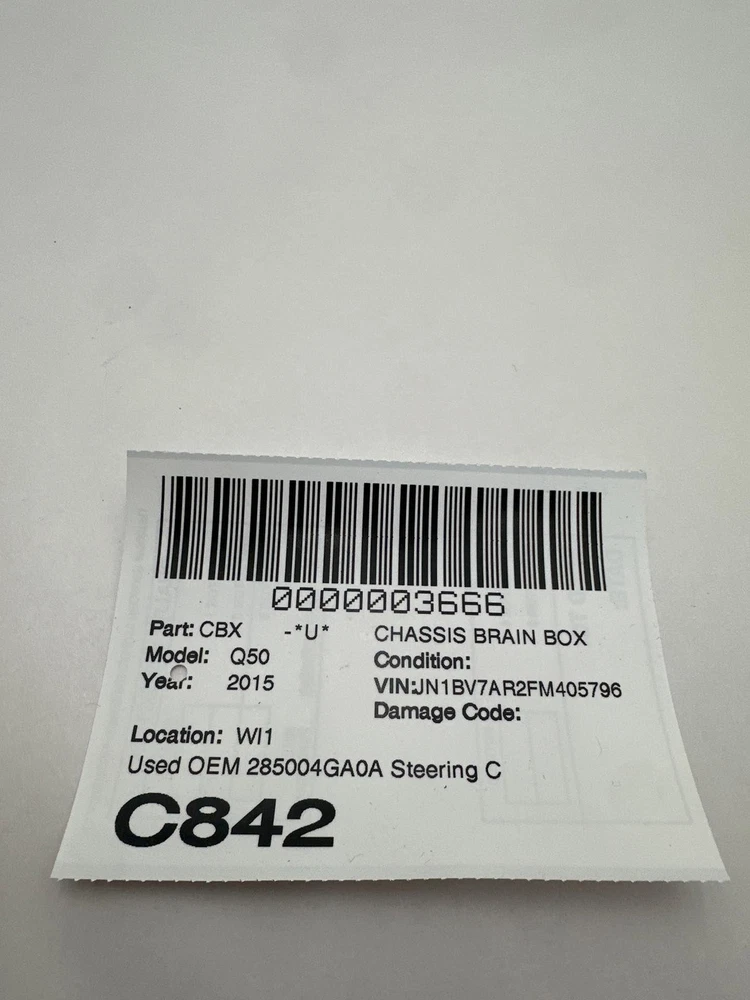 0000003666
Part: CBX -*U* CHASSIS BRAIN BOX
Model: Q50 Condition:
Year: 2015 VIN:JN1BV7AR2FM405796
Damage Code:
Location: WI1
Used OEM 285004GA0A Steering C
C842